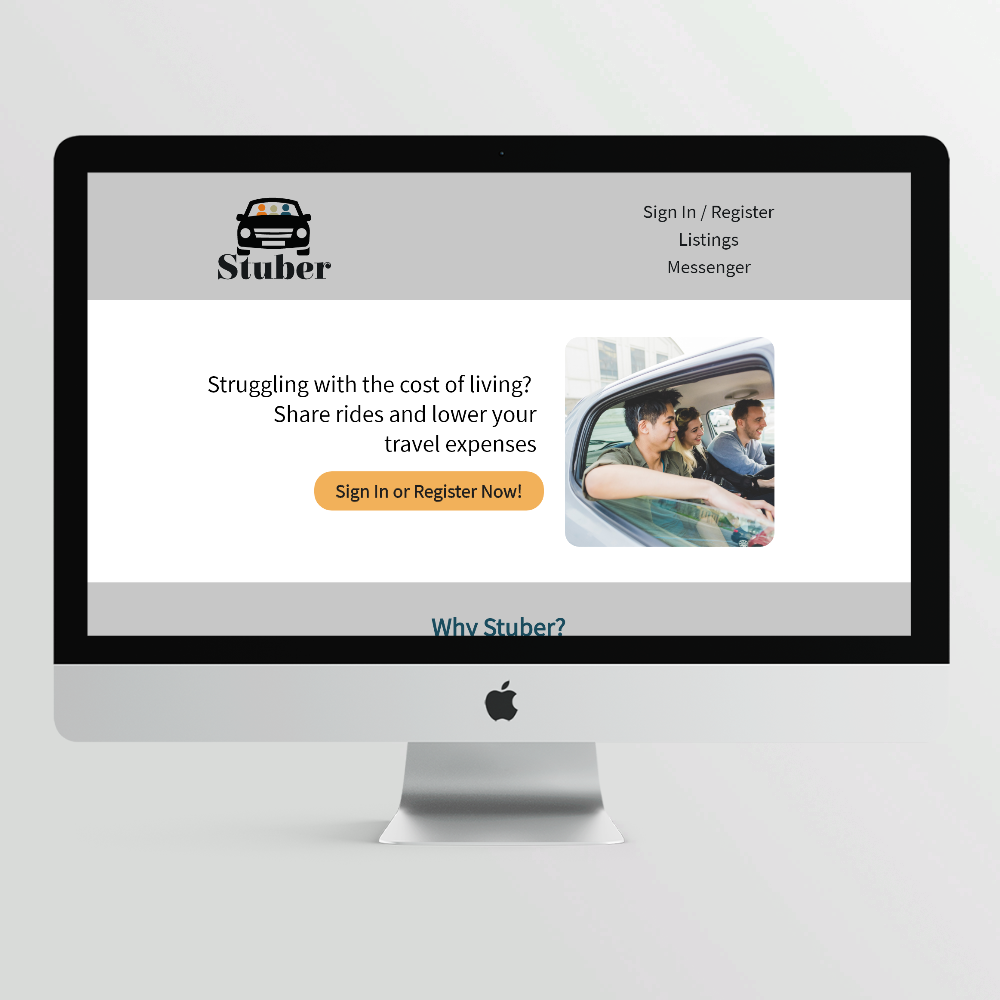 Stuber
Sign In / Register
Listings
Messenger
Struggling with the cost of living?
Share rides and lower your
travel expenses
Sign In or Register Now!
Why Stuber?